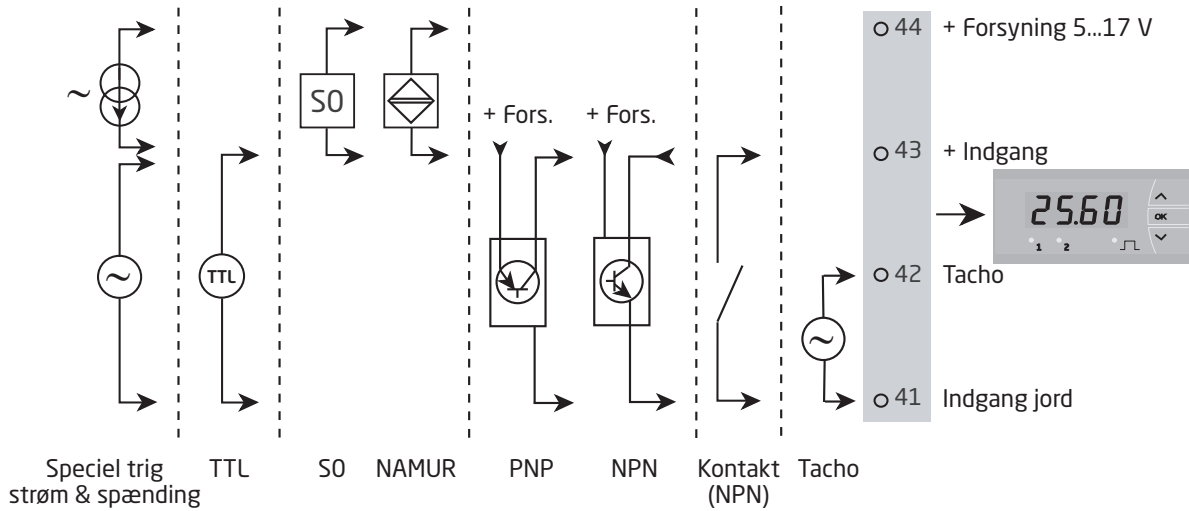 44 + Forsyning 5...17 V
~
S0
+ Fors. + Fors.
43 + Indgang
25.60
OK
1 2
~
TTL
42 Tacho
~
41 Indgang jord
Speciel trig
strøm & spænding
TTL
S0
NAMUR
PNP
NPN
Kontakt
(NPN)
Tacho